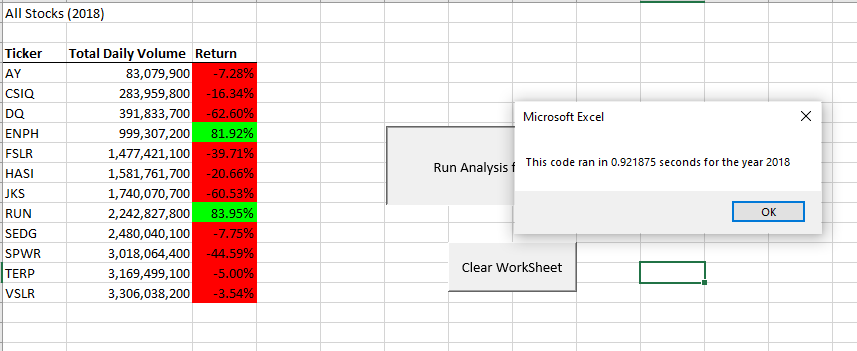 All Stocks (2018)
Ticker Total Daily Volume Return
AY 83,079,900 -7.28%
CSIQ 283,959,800 -16.34%
DQ 391,833,700 -62.60%
ENPH 999,307,200 81.92%
FSLR 1,477,421,100 -39.71%
HASI 1,581,761,700 -20.66%
JKS 1,740,070,700 -60.53%
RUN 2,242,827,800 83.95%
SEDG 2,480,040,100 -7.75%
SPWR 3,018,064,400 -44.59%
TERP 3,169,499,100 -5.00%
VSLR 3,306,038,200 -3.54%
Run Analysis f
Microsoft Excel
This code ran in 0.921875 seconds for the year 2018
OK
Clear WorkSheet